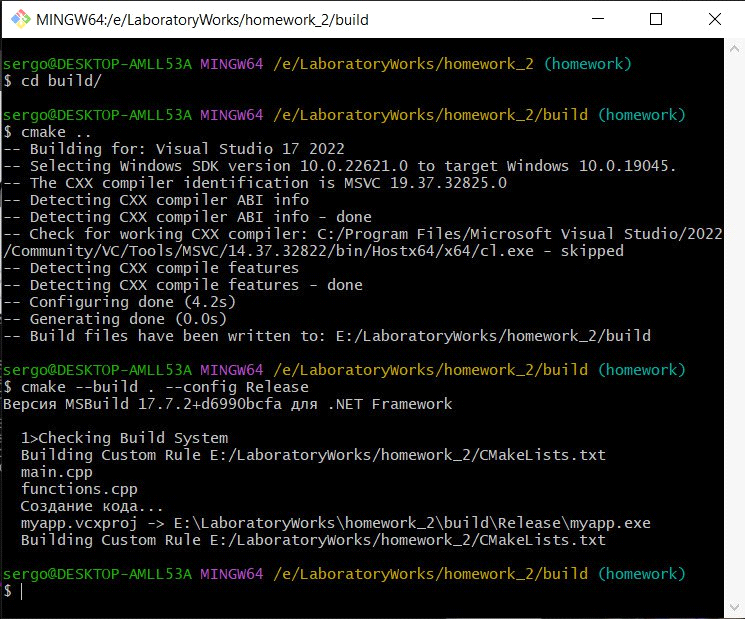 MINGW64:/e/LaboratoryWorks/homework_2/build
sergo@DESKTOP-AMLL53A MINGW64 /e/LaboratoryWorks/homework_2 (homework)
$ cd build/
sergo@DESKTOP-AMLL53A MINGW64 /e/LaboratoryWorks/homework_2/build (homework)
$ cmake ..
-- Building for: Visual Studio 17 2022
-- Selecting Windows SDK version 10.0.22621.0 to target Windows 10.0.19045.
-- The CXX compiler identification is MSVC 19.37.32825.0
-- Detecting CXX compiler ABI info
-- Detecting CXX compiler ABI info - done
-- Check for working CXX compiler: C:/Program Files/Microsoft Visual Studio/2022
/Community/VC/Tools/MSVC/14.37.32822/bin/Hostx64/x64/cl.exe - skipped
-- Detecting CXX compile features
-- Detecting CXX compile features - done
-- Configuring done (4.2s)
-- Generating done (0.0s)
-- Build files have been written to: E:/LaboratoryWorks/homework_2/build
sergo@DESKTOP-AMLL53A MINGW64 /e/LaboratoryWorks/homework_2/build (homework)
$ cmake --build . --config Release
Версия MSBuild 17.7.2+d6990bcfa для .NET Framework
1>Checking Build System
Building Custom Rule E:/LaboratoryWorks/homework_2/CMakeLists.txt
main.cpp
functions.cpp
Создание кода...
myapp.vcxproj -> E:\LaboratoryWorks\homework_2\build\Release\myapp.exe
Building Custom Rule E:/LaboratoryWorks/homework_2/CMakeLists.txt
sergo@DESKTOP-AMLL53A MINGW64 /e/LaboratoryWorks/homework_2/build (homework)
$